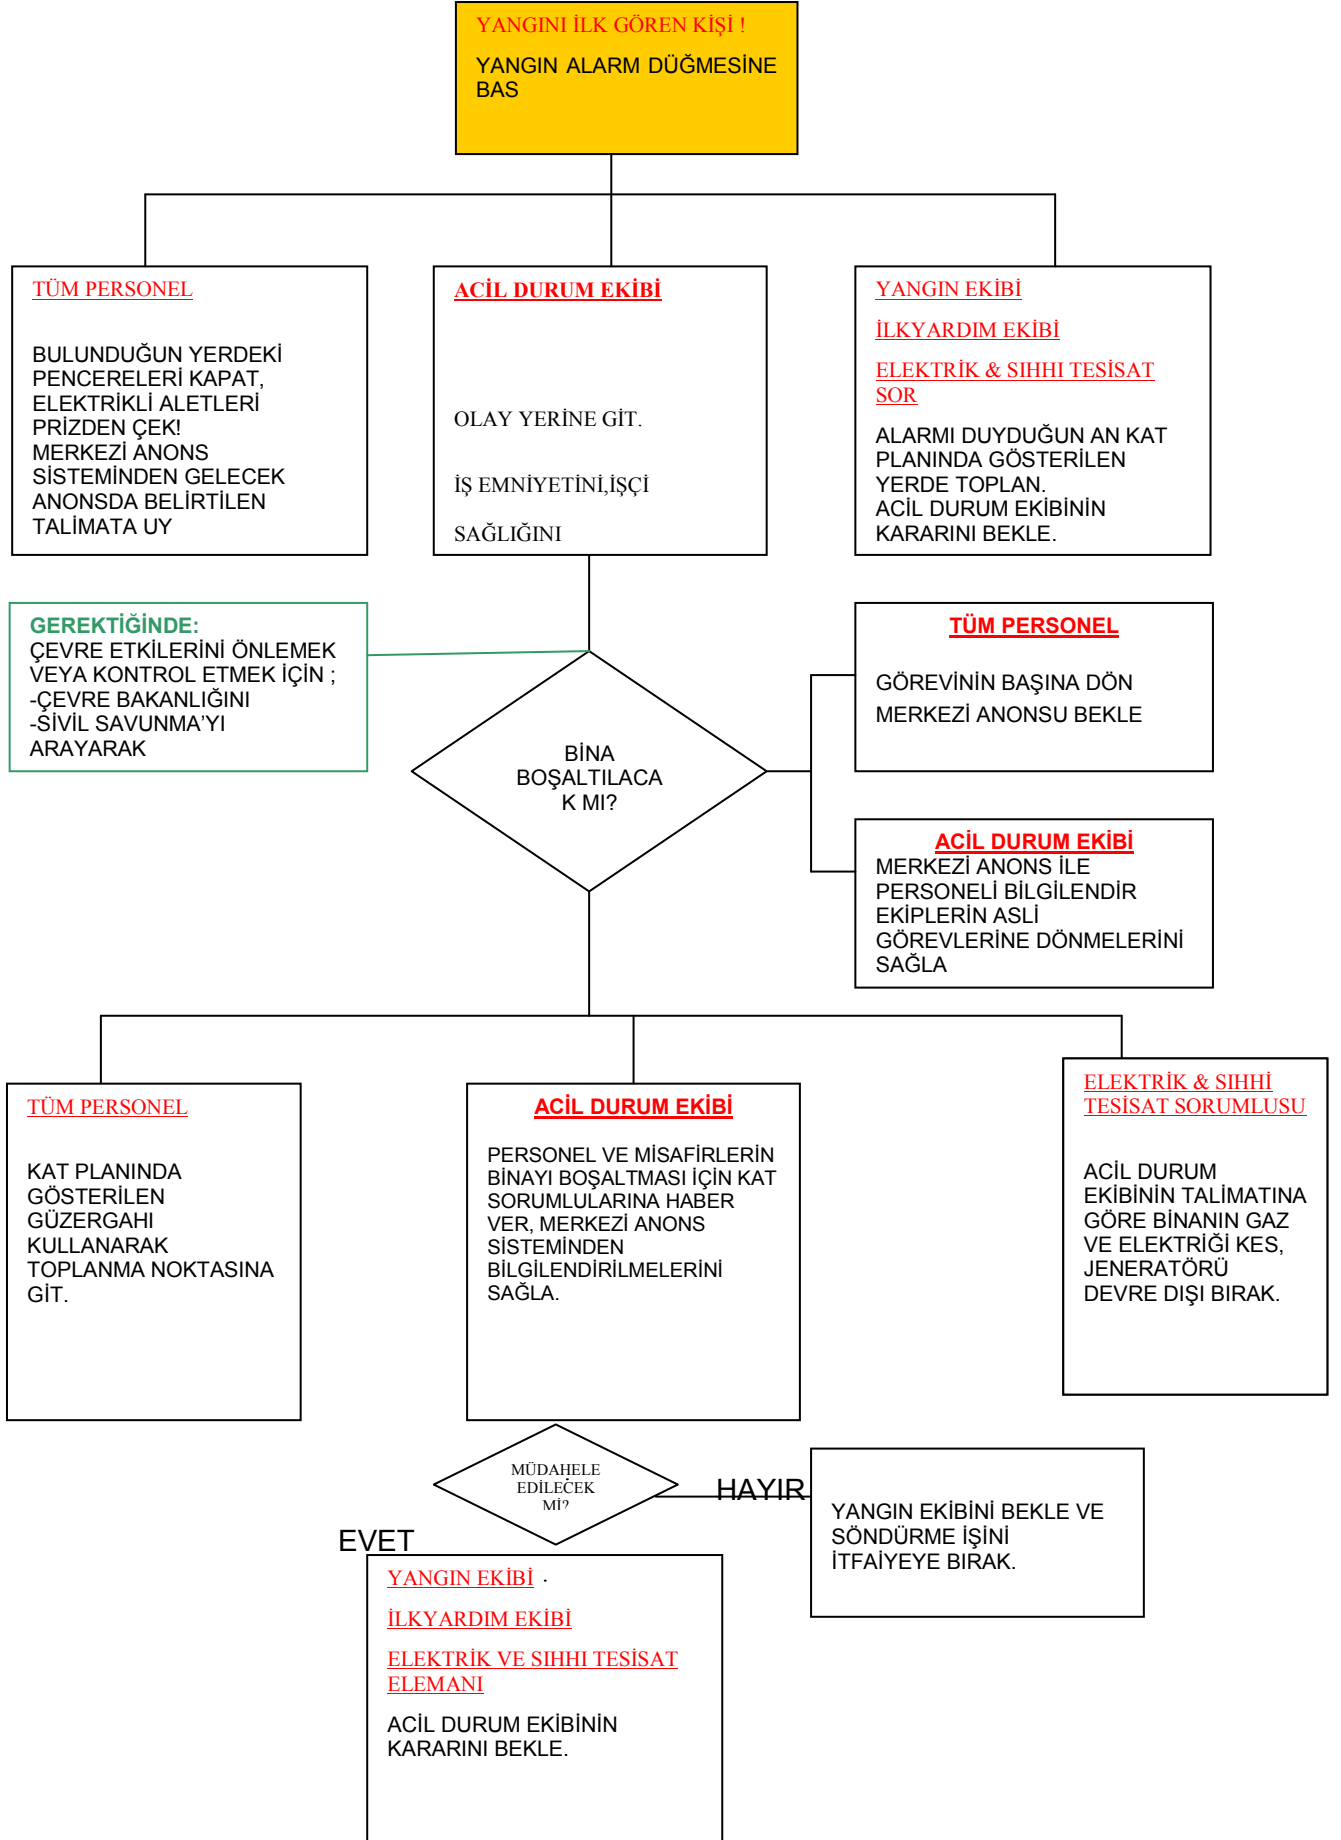 YANGINI İLK GÖREN KİŞİ !
YANGIN ALARM DÜĞMESİNE
BAS
TÜM PERSONEL
BULUNDUĞUN YERDEKİ
PENCERELERİ KAPAT,
ELEKTRİKLİ ALETLERİ
PRİZDEN ÇEK!
MERKEZİ ANONS
SİSTEMİNDEN GELECEK
ANONSDA BELİRTİLEN
TALİMATA UY
ACİL DURUM EKİBİ
OLAY YERİNE GİT.
İŞ EMNİYETİNİ,İŞÇİ
SAĞLIĞINI
YANGIN EKİBİ
İLKYARDIM EKİBİ
ELEKTRİK & SIHHI TESİSAT
SOR
ALARMI DUYDUĞUN AN KAT
PLANINDA GÖSTERİLEN
YERDE TOPLAN.
ACİL DURUM EKİBİNİN
KARARINI BEKLE.
GEREKTİĞİNDE:
ÇEVRE ETKİLERİNİ ÖNLEMEK
VEYA KONTROL ETMEK İÇİN ;
-ÇEVRE BAKANLIĞINI
-SİVİL SAVUNMA'YI
ARAYARAK
BİNA
BOŞALTILACA
K MI?
TÜM PERSONEL
GÖREVİNİN BAŞINA DÖN
MERKEZİ ANONSU BEKLE
ACİL DURUM EKİBİ
MERKEZİ ANONS İLE
PERSONELİ BİLGİLENDİR
EKİPLERİN ASLİ
GÖREVLERİNE DÖNMELERİNİ
SAĞLA
TÜM PERSONEL
KAT PLANINDA
GÖSTERİLEN
GÜZERGAHI
KULLANARAK
TOPLANMA NOKTASINA
GİT.
ACİL DURUM EKİBİ
PERSONEL VE MİSAFİRLERİN
BİNAYI BOŞALTMASI İÇİN KAT
SORUMLULARINA HABER
VER, MERKEZİ ANONS
SİSTEMİNDEN
BİLGİLENDİRİLMELERİNİ
SAĞLA.
ELEKTRİK & SIHHİ
TESİSAT SORUMLUSU
ACİL DURUM
EKİBİNİN TALİMATINA
GÖRE BİNANIN GAZ
VE ELEKTRİĞİ KES,
JENERATÖRÜ
DEVRE DIŞI BIRAK.
MÜDAHELE
EDİLECEK
Mİ?
HAYIR
YANGIN EKİBİNİ BEKLE VE
SÖNDÜRME İŞİNİ
İTFAİYEYE BIRAK.
EVET
YANGIN EKİBİ .
İLKYARDIM EKİBİ
ELEKTRİK VE SIHHI TESİSAT
ELEMANI
ACİL DURUM EKİBİNİN
KARARINI BEKLE.